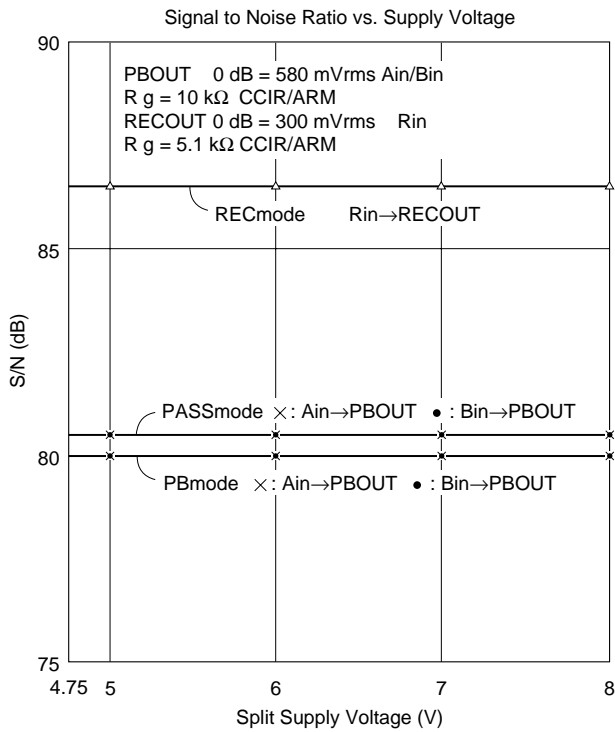 Signal to Noise Ratio vs. Supply Voltage
90
PBOUT 0 dB = 580 mVrms Ain/Bin
R g = 10 kΩ CCIR/ARM
RECOUT 0 dB = 300 mVrms Rin
R g = 5.1 kΩ CCIR/ARM
RECmode Rin→RECOUT
85
S/N (dB)
PASSmode ×: Ain→PBOUT •: Bin→PBOUT
80
PBmode ×: Ain→PBOUT •: Bin→PBOUT
75
4.75 5 6 7 8
Split Supply Voltage (V)